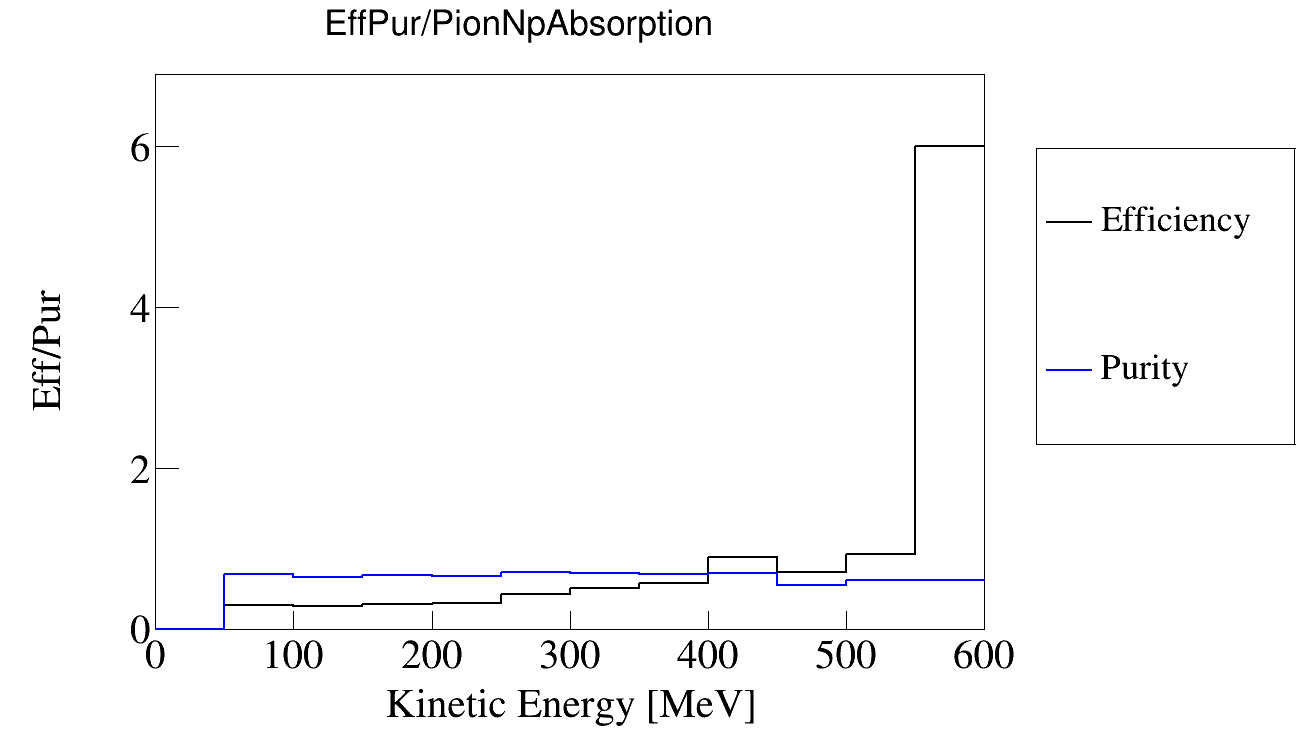 EffPur/PionNpAbsorption
Eff/Pur
6
4
2
0
0 100 200 300 400 500 600
Kinetic Energy [MeV]
Efficiency
Purity